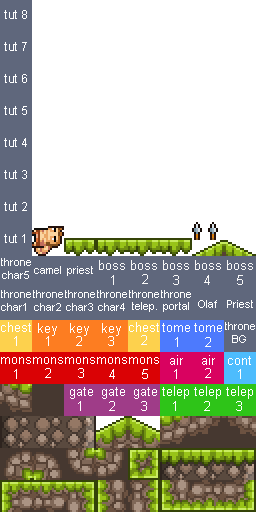 tut 8
tut 7
tut 6
tut 5
tut 4
tut 3
tut 2
tut 1
throne char5 camel priest boss 1 boss 2 boss 3 boss 4 boss 5
throne char1 throne char2 throne char3 throne char4 throne telep. throne portal Olaf Priest
chest 1 key 1 key 2 key 3 chest 2 tome 1 tome 2 throne BG
mons 1 mons 2 mons 3 mons 4 mons 5 air 1 air 2 cont 1
gate 1 gate 2 gate 3 telep 1 telep 2 telep 3